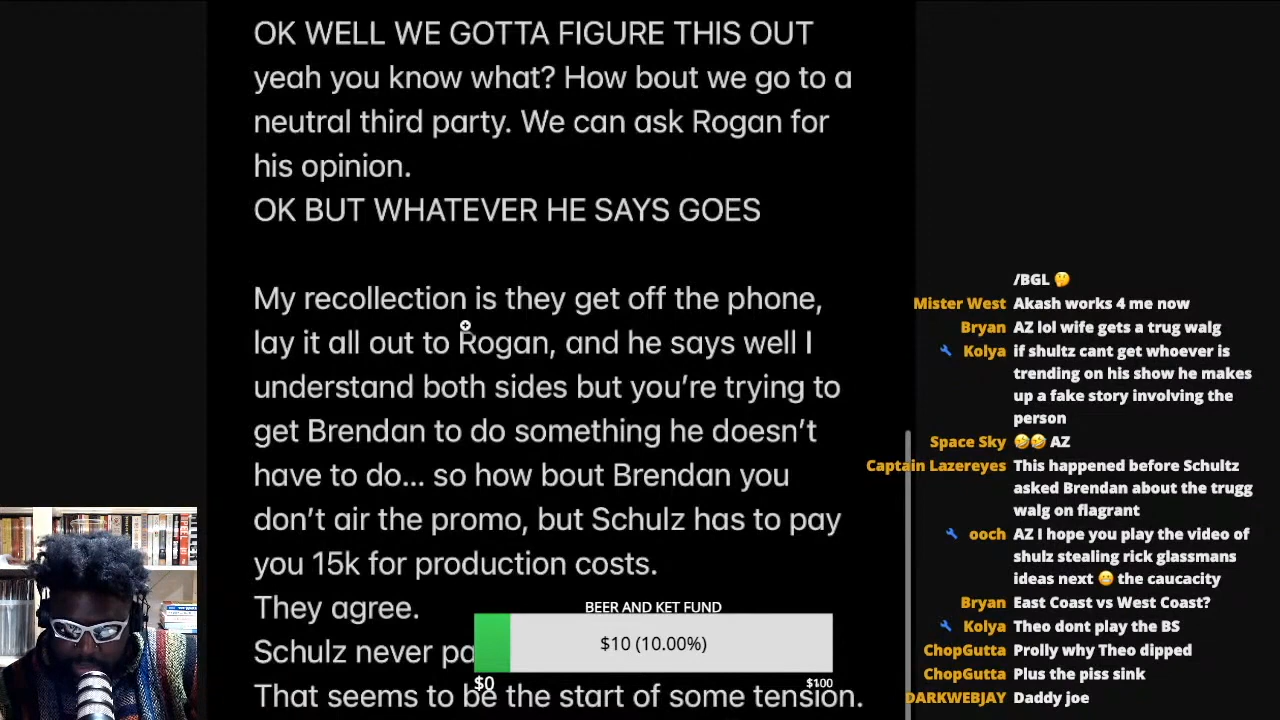 OK WELL WE GOTTA FIGURE THIS OUT
yeah you know what? How bout we go to a
neutral third party. We can ask Rogan for
his opinion.
OK BUT WHATEVER HE SAYS GOES
My recollection is they get off the phone,
lay it all out to Rogan, and he says well I
understand both sides but you're trying to
get Brendan to do something he doesn't
have to do... so how bout Brendan you
don't air the promo, but Schulz has to pay
you 15k for production costs.
They agree.
Schulz never pa
That seems to be the start of some tension.
BEER AND KET FUND
$10 (10.00%)
$0
$100
/BGL 🤔
Mister West Akash works 4 me now
Bryan AZ lol wife gets a trug walg
Kolya if shultz cant get whoever is
trending on his show he makes
up a fake story involving the
person
Space Sky 🤣🤣 AZ
Captain Lazereyes This happened before Schultz
asked Brendan about the trugg
walg on flagrant
ooch AZ I hope you play the video of
shulz stealing rick glassmans
ideas next 😬 the caucacity
Bryan East Coast vs West Coast?
Kolya Theo dont play the BS
ChopGutta Prolly why Theo dipped
ChopGutta Plus the piss sink
DARKWEBJAY Daddy joe